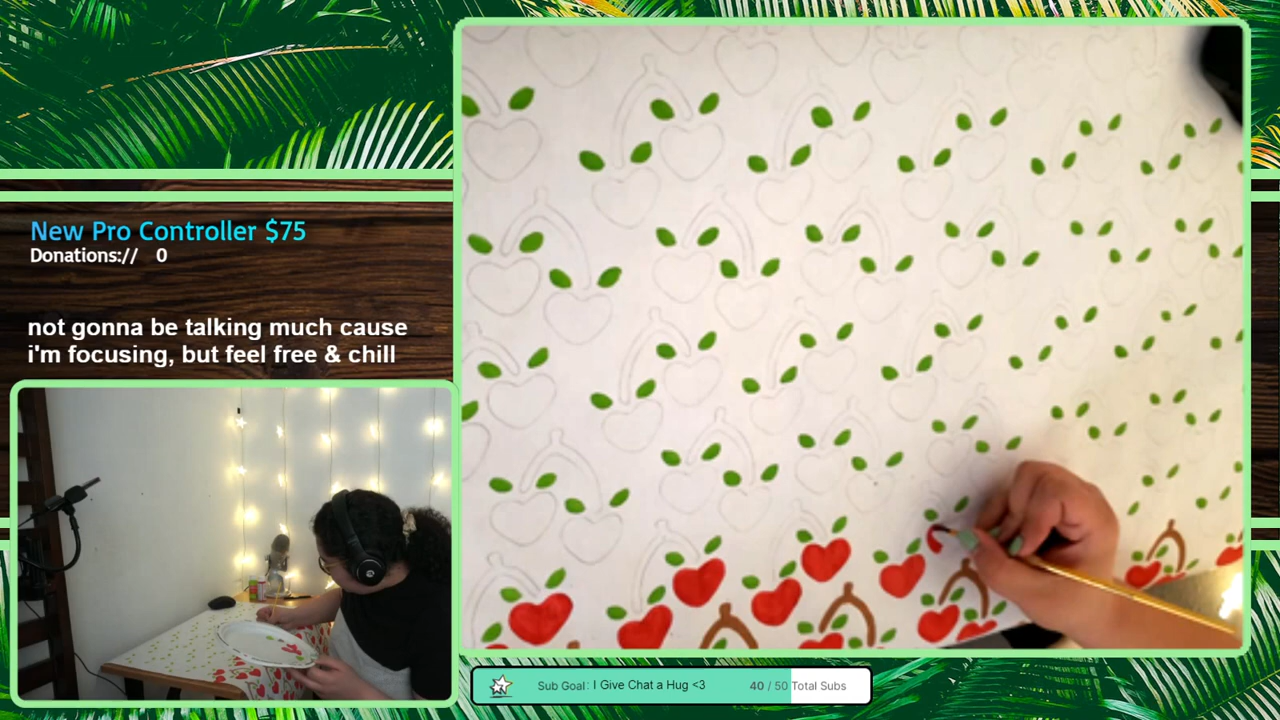 New Pro Controller $75
Donations:// 0
not gonna be talking much cause
i'm focusing, but feel free & chill
Sub Goal: I Give Chat a Hug <3 40 / 50 Total Subs